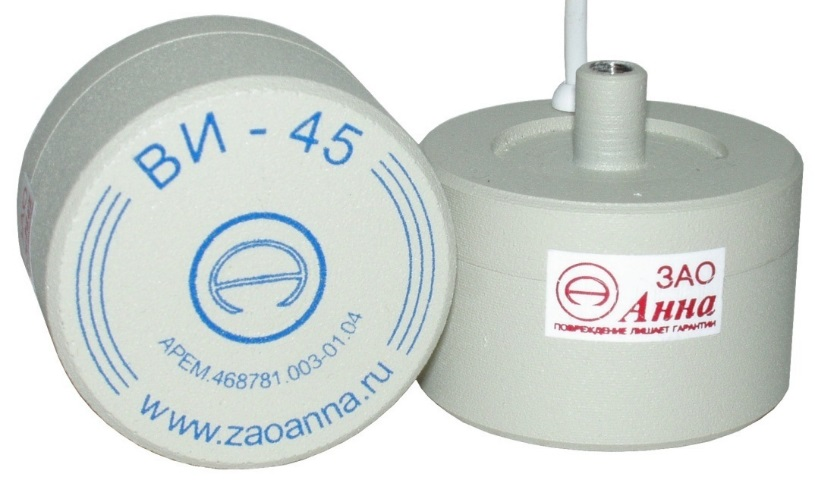 ВИ - 45
АРЕМ.468781.003-01.04
www.zaoanna.ru
ЗАО
Анна
ПОВРЕЖДЕНИЕ ЛИШАЕТ ГАРАНТИИ